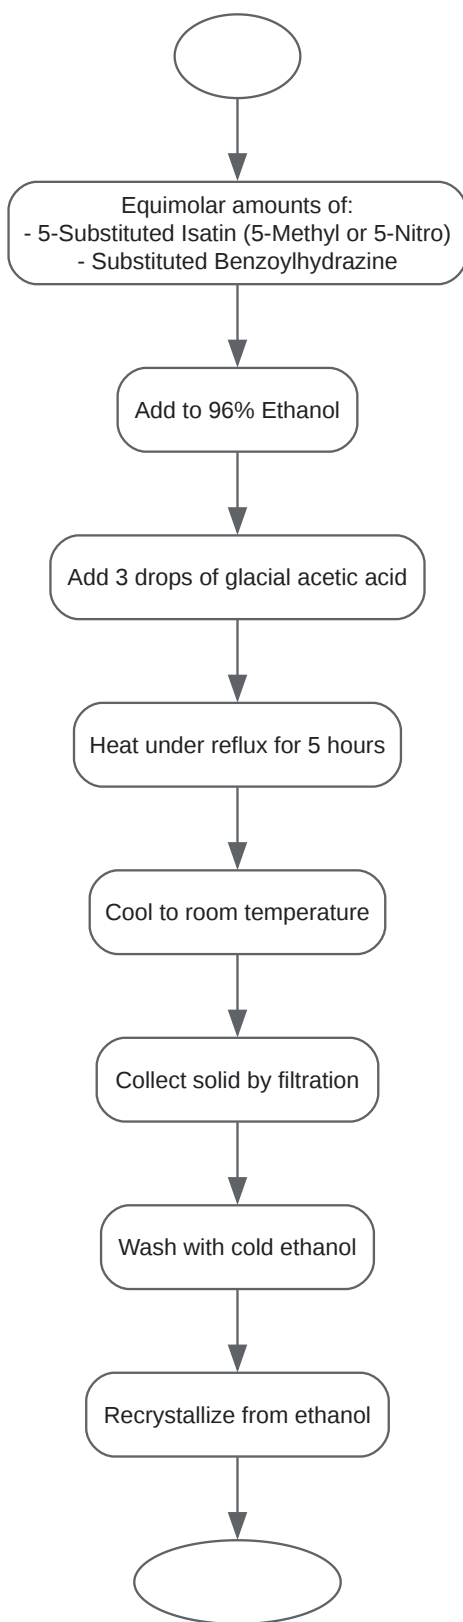 Equimolar amounts of:
- 5-Substituted Isatin (5-Methyl or 5-Nitro)
- Substituted Benzoylhydrazine
Add to 96% Ethanol
Add 3 drops of glacial acetic acid
Heat under reflux for 5 hours
Cool to room temperature
Collect solid by filtration
Wash with cold ethanol
Recrystallize from ethanol